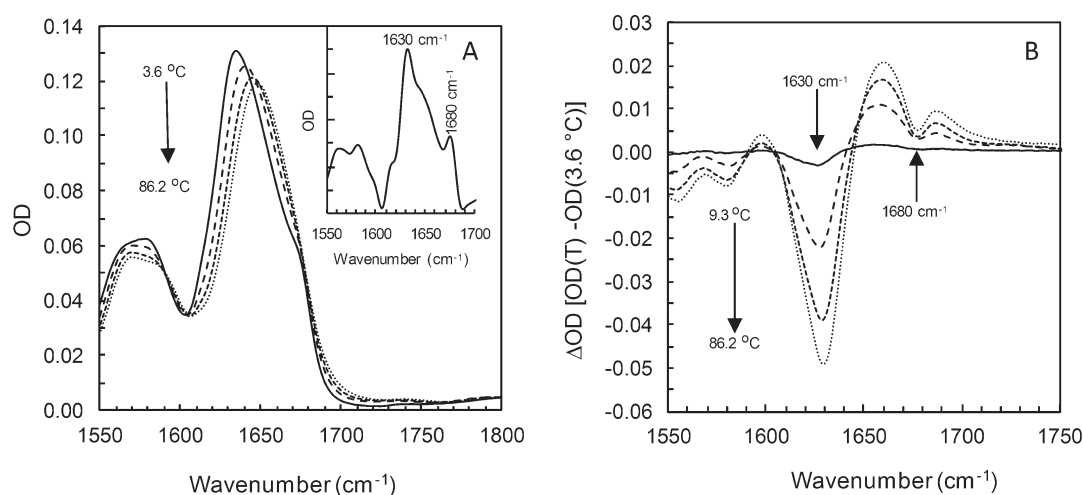 0.14
0.12
0.10
0.08
0.06
0.04
0.02
0.00
OD
1550
1600
1650
1700
1750
1800
Wavenumber (cm⁻¹)
3.6 °C
86.2 °C
A
1630 cm⁻¹
1680 cm⁻¹
OD
1550
1600
1650
1700
Wavenumber (cm⁻¹)
B
0.03
0.02
0.01
0.00
-0.01
-0.02
-0.03
-0.04
-0.05
-0.06
ΔOD [OD(T) -OD(3.6 °C)]
1630 cm⁻¹
1680 cm⁻¹
9.3 °C
86.2 °C
1550
1600
1650
1700
1750
Wavenumber (cm⁻¹)